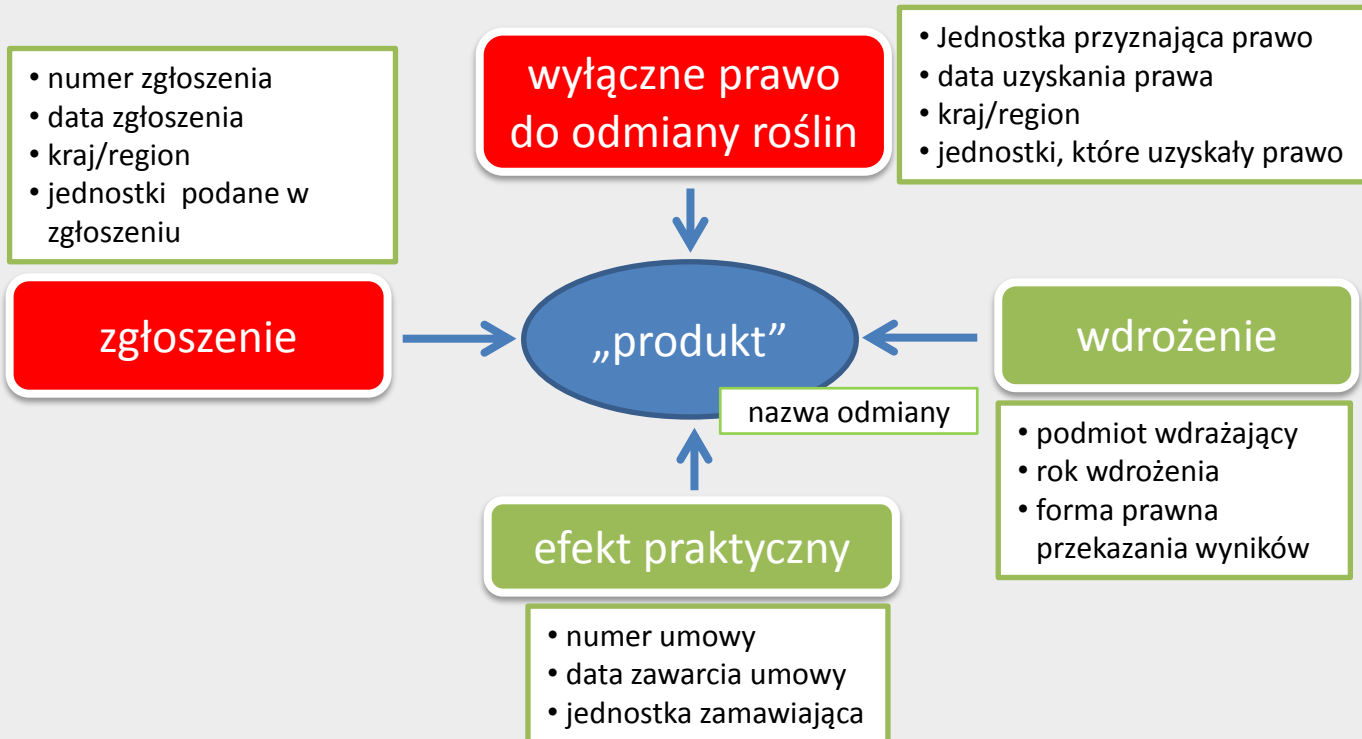 • numer zgłoszenia
• data zgłoszenia
• kraj/region
• jednostki podane w
zgłoszeniu
wyłączne prawo
do odmiany roślin
• Jednostka przyznająca prawo
• data uzyskania prawa
• kraj/region
• jednostki, które uzyskały prawo
zgłoszenie
„produkt”
nazwa odmiany
wdrożenie
• podmiot wdrażający
• rok wdrożenia
• forma prawna
przekazania wyników
efekt praktyczny
• numer umowy
• data zawarcia umowy
• jednostka zamawiająca